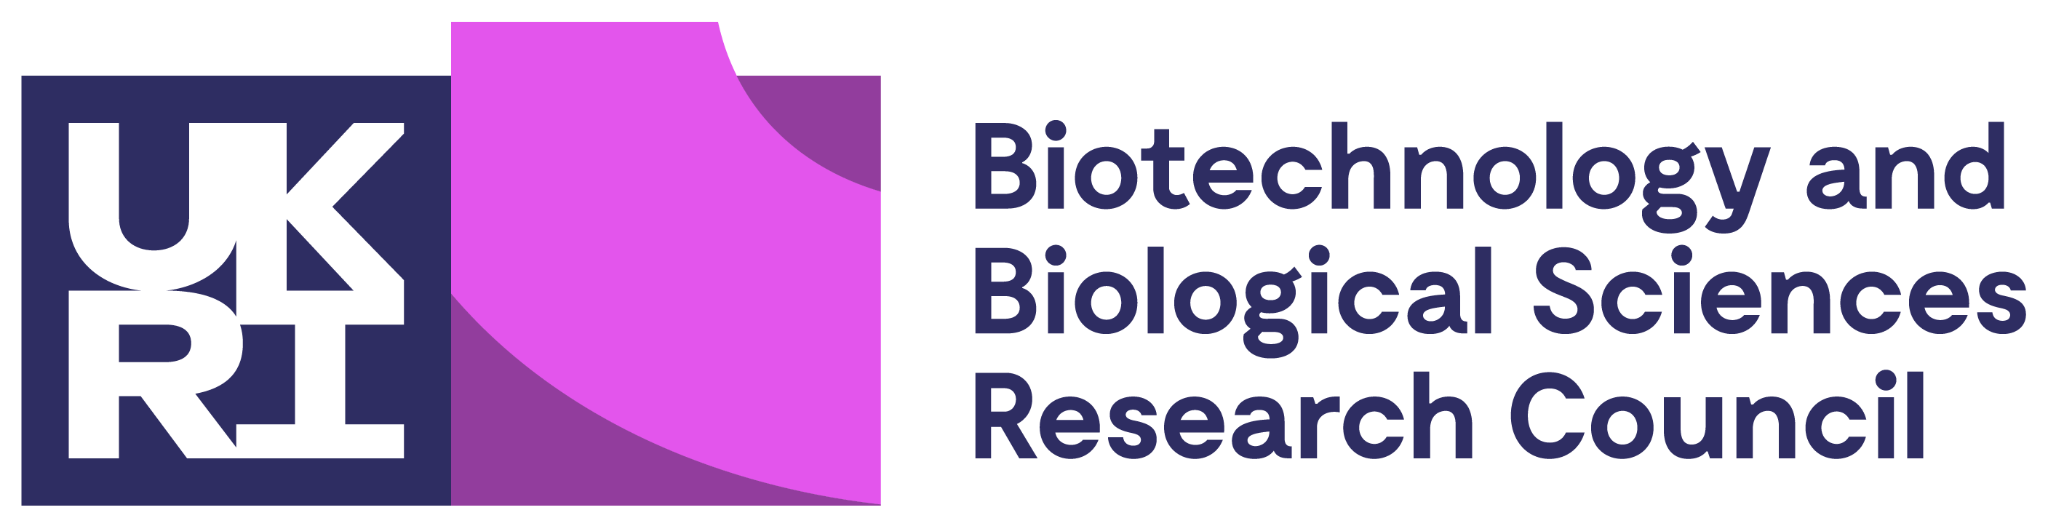 UK
RI
Biotechnology and
Biological Sciences
Research Council